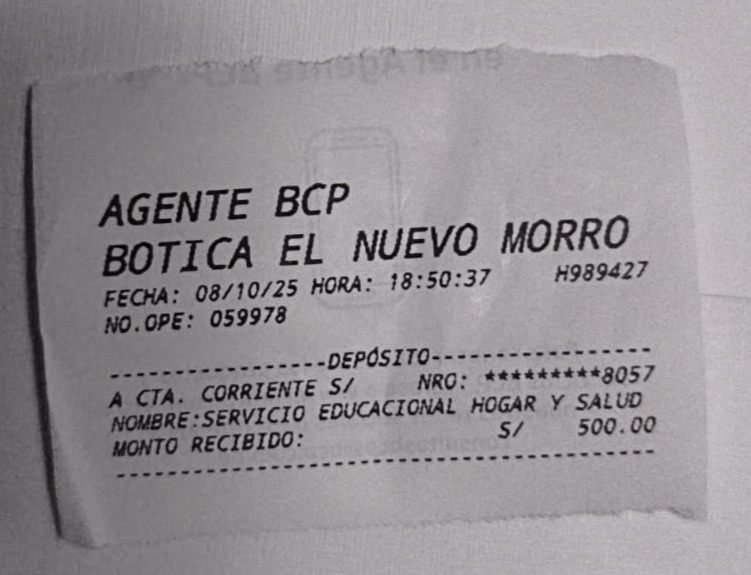 AGENTE BCP
BOTICA EL NUEVO MORRO
FECHA: 08/10/25 HORA: 18:50:37 H989427
NO.OPE: 059978
-----------------DEPÓSITO-----------------
A CTA. CORRIENTE S/ NRO: *********8057
NOMBRE:SERVICIO EDUCACIONAL HOGAR Y SALUD
MONTO RECIBIDO: S/ 500.00
------------------------------------------